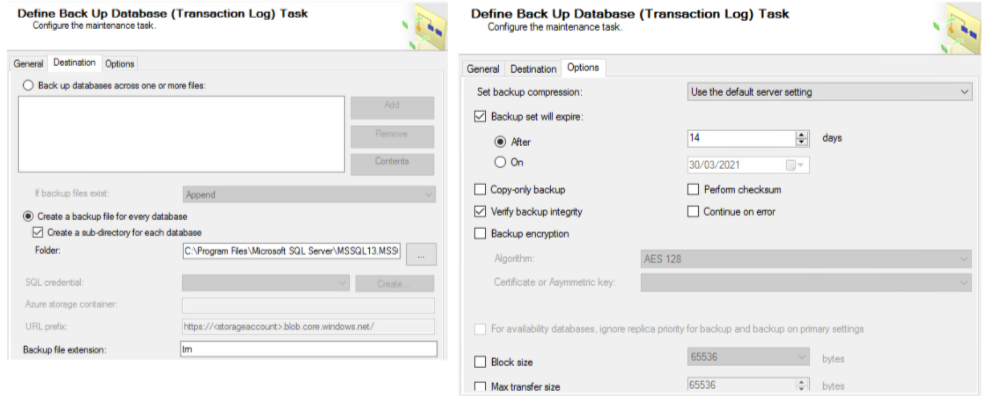 Define Back Up Database (Transaction Log) Task
Configure the maintenance task.
General Destination Options
Back up databases across one or more files:
Add
Remove
Contents
If backup files exist: Append
Create a backup file for every database
Create a sub-directory for each database
Folder: C:\Program Files\Microsoft SQL Server\MSSQL13.MSS
...
SQL credential: Create...
Azure storage container:
URL prefix: https://<storageaccount>.blob.core.windows.net/
Backup file extension: trn
Define Back Up Database (Transaction Log) Task
Configure the maintenance task.
General Destination Options
Set backup compression: Use the default server setting
Backup set will expire:
After 14 days
On 30/03/2021
Copy-only backup Perform checksum
Verify backup integrity Continue on error
Backup encryption
Algorithm: AES 128
Certificate or Asymmetric key:
For availability databases, ignore replica priority for backup and backup on primary settings
Block size 65536 bytes
Max transfer size 65536 bytes